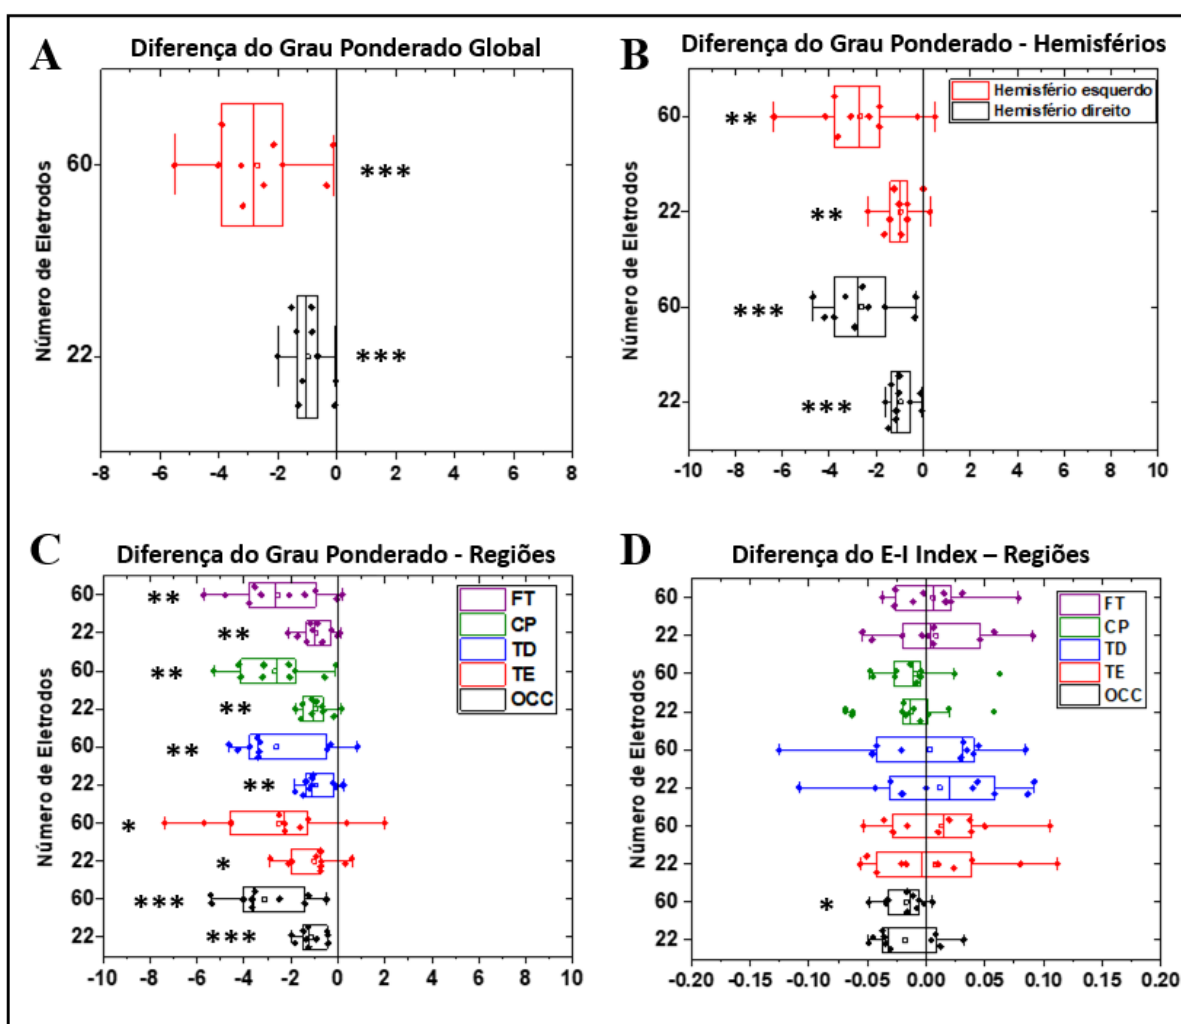 A
Diferença do Grau Ponderado Global
Número de Eletrodos
60
***
22
***
-8 -6 -4 -2 0 2 4 6 8
B
Diferença do Grau Ponderado - Hemisférios
Hemisfério esquerdo
Hemisfério direito
Número de Eletrodos
60
**
22
**
60
***
22
***
-10 -8 -6 -4 -2 0 2 4 6 8 10
C
Diferença do Grau Ponderado - Regiões
FT
CP
TD
TE
OCC
Número de Eletrodos
60
**
22
**
60
**
22
**
60
**
22
**
60
*
22
*
60
***
22
***
-10 -8 -6 -4 -2 0 2 4 6 8 10
D
Diferença do E-I Index – Regiões
FT
CP
TD
TE
OCC
Número de Eletrodos
60
22
60
22
60
22
60
22
60
*
22
-0.20 -0.15 -0.10 -0.05 0.00 0.05 0.10 0.15 0.20